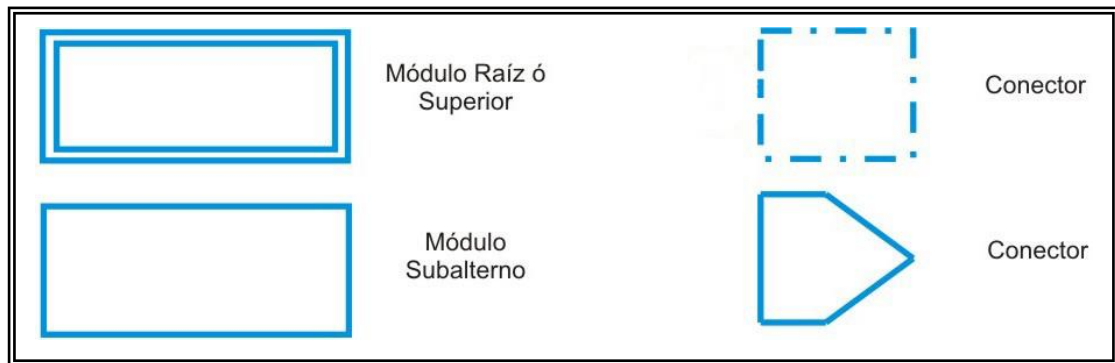 Módulo Raíz ó
Superior
Conector
Módulo
Subalterno
Conector